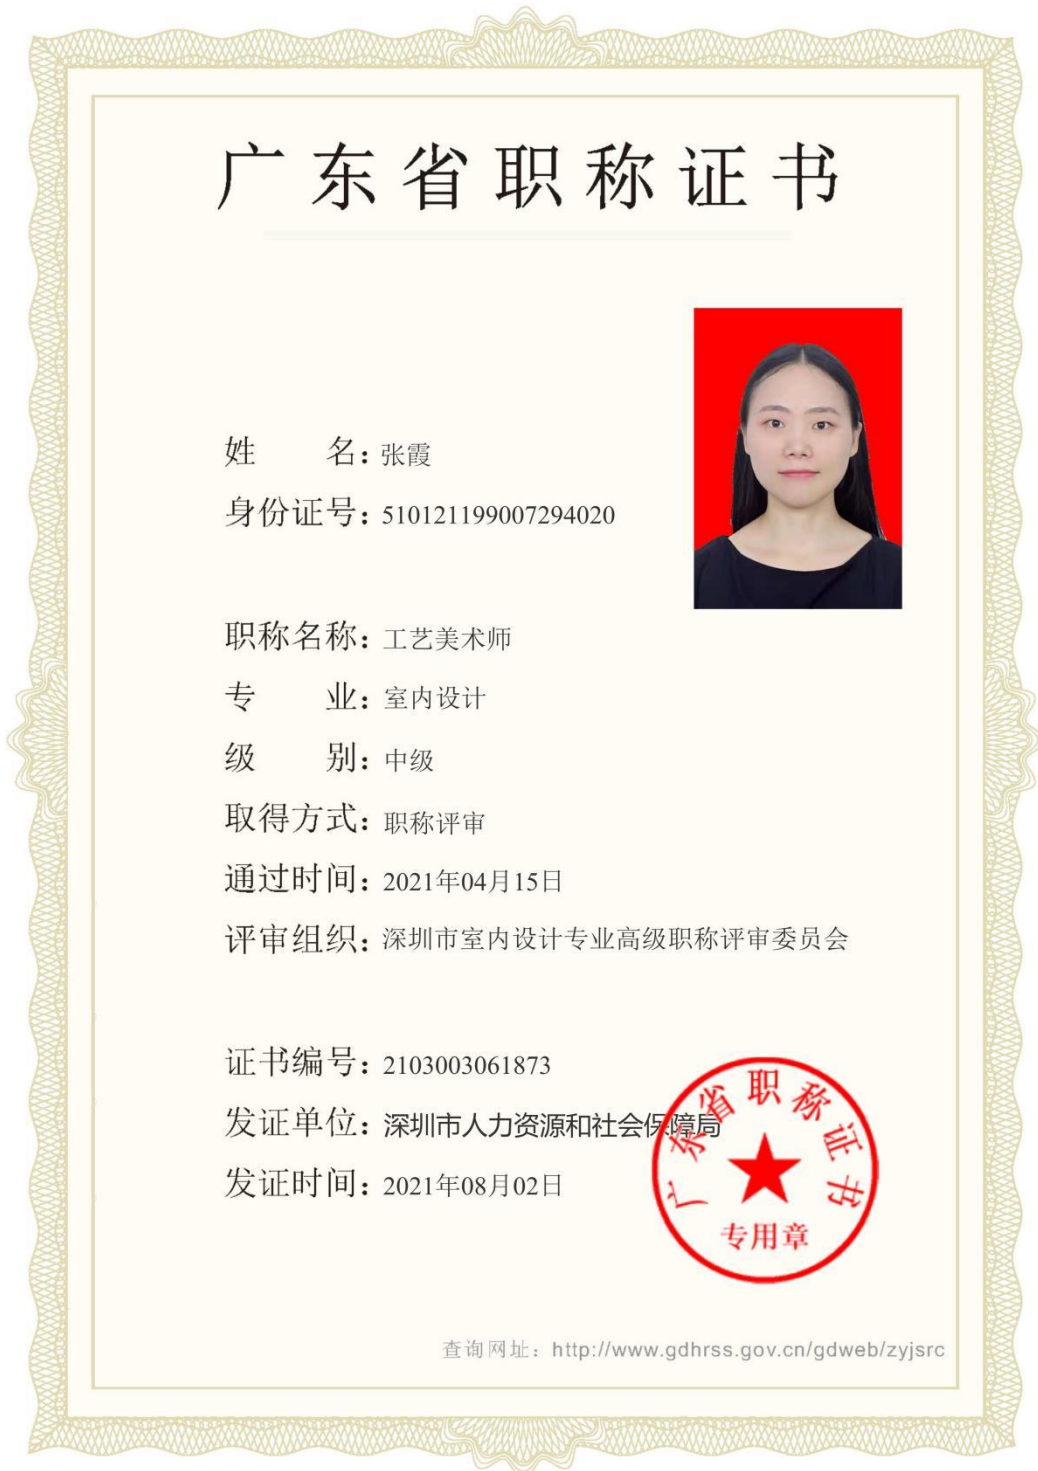 广东省职称证书
姓 名：张霞
身份证号：510121199007294020
职称名称：工艺美术师
专 业：室内设计
级 别：中级
取得方式：职称评审
通过时间：2021年04月15日
评审组织：深圳市室内设计专业高级职称评审委员会
证书编号：2103003061873
发证单位：深圳市人力资源和社会保障局
发证时间：2021年08月02日
广东省职称证书
专用章
查询网址：http://www.gdhrss.gov.cn/gdweb/zyjsrc